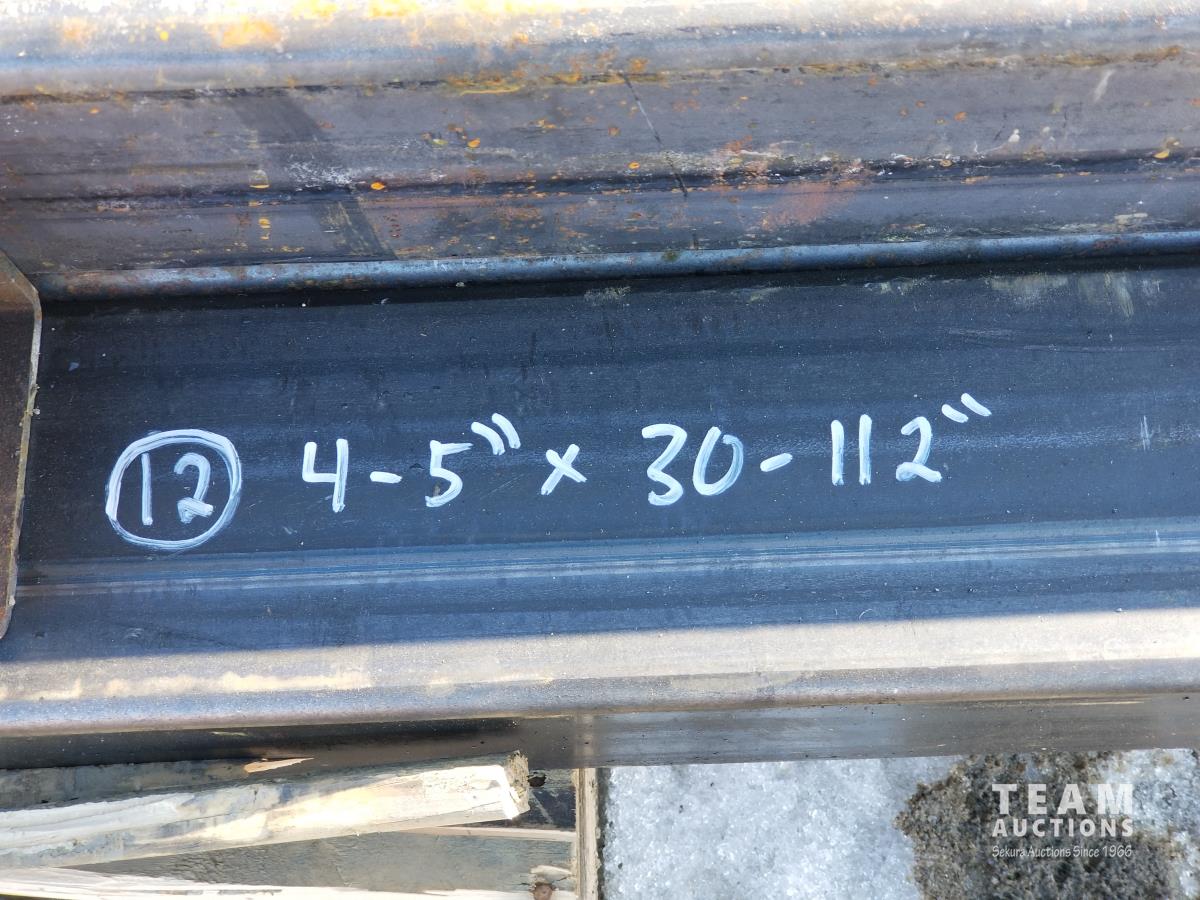 12 4-5" x 30-112"
TEAM
AUCTIONS
Sekura Auctions Since 1966